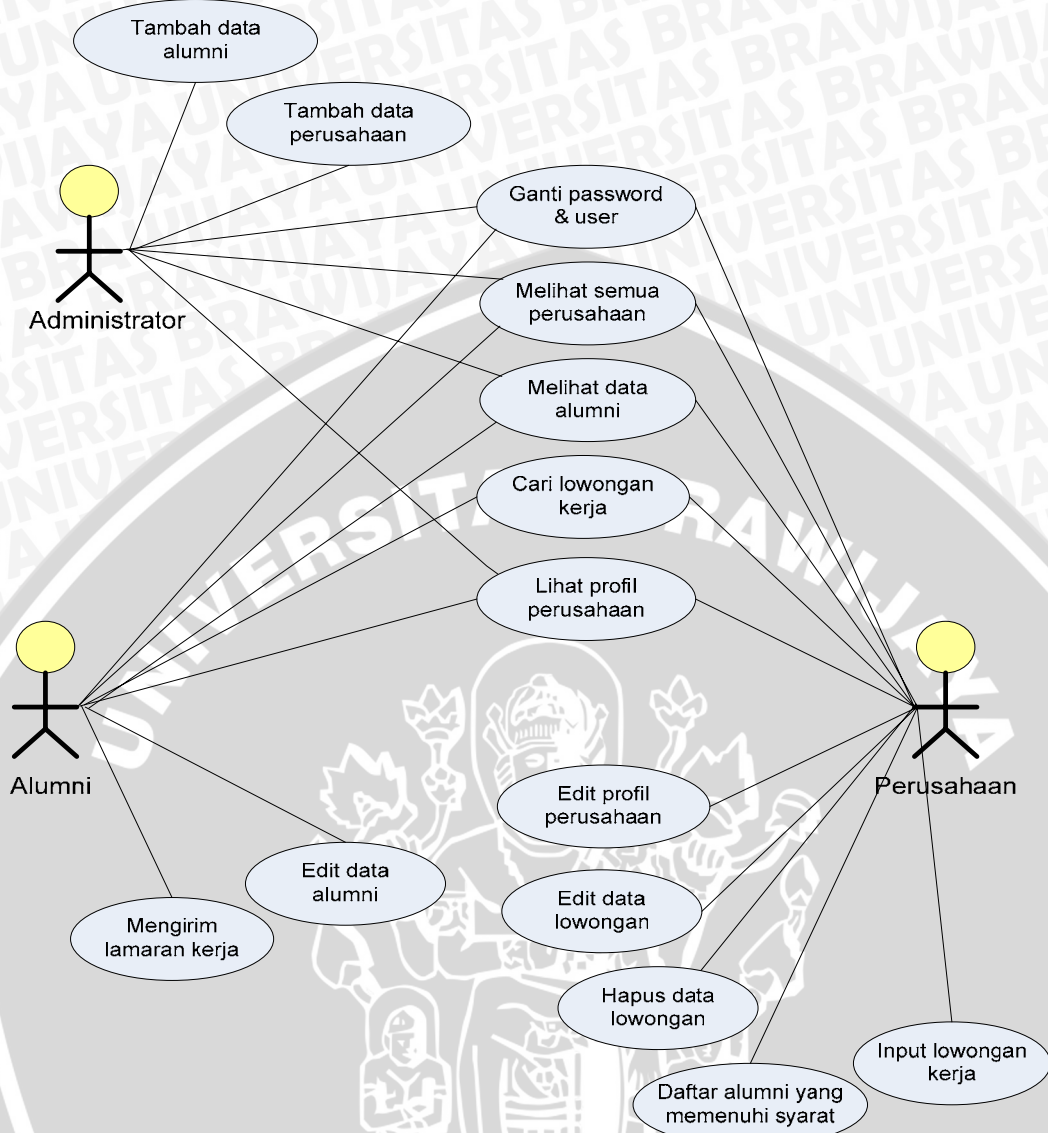 Tambah data
alumni
Tambah data
perusahaan
Ganti password
& user
Melihat semua
perusahaan
Administrator
Melihat data
alumni
Cari lowongan
kerja
Lihat profil
perusahaan
Alumni
Perusahaan
Edit profil
perusahaan
Edit data
alumni
Edit data
lowongan
Mengirim
lamaran kerja
Hapus data
lowongan
Input lowongan
kerja
Daftar alumni yang
memenuhi syarat
UNIVERSITAS BRAWIJAYA